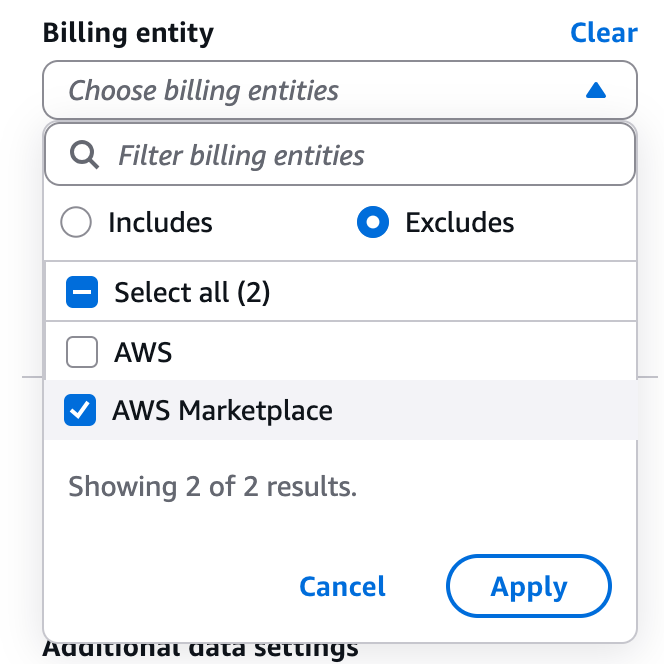 Billing entity Clear
Choose billing entities
Filter billing entities
Includes Excludes
Select all (2)
AWS
AWS Marketplace
Showing 2 of 2 results.
Cancel Apply
Additional data settings